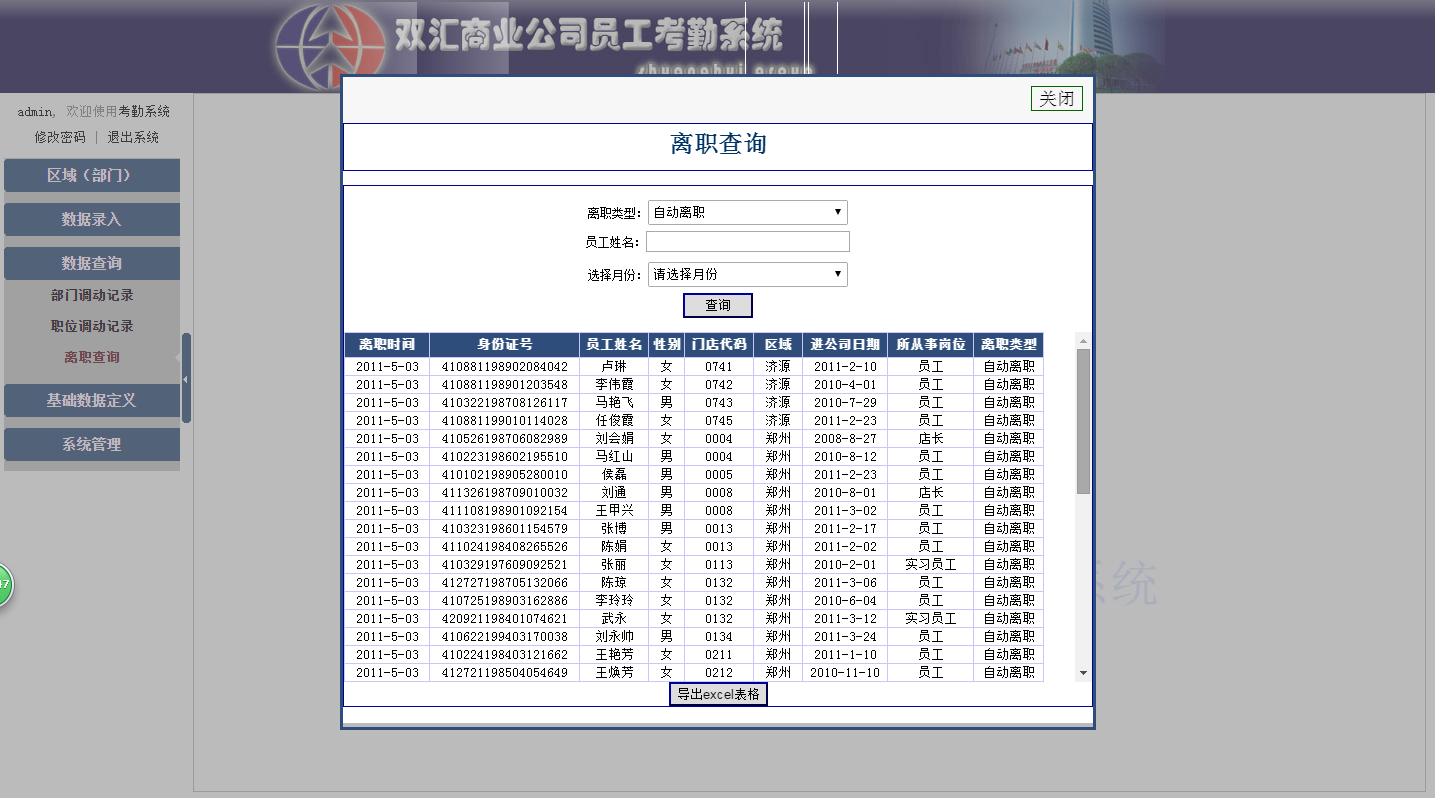 双汇商业公司员工考勤系统
shuanghui group
admin, 欢迎使用考勤系统
修改密码 | 退出系统
区域（部门）
数据录入
数据查询
部门调动记录
职位调动记录
离职查询
基础数据定义
系统管理
关闭
离职查询
离职类型： 自动离职
员工姓名：
选择月份： 请选择月份
查询
离职时间 身份证号 员工姓名 性别 门店代码 区域 进公司日期 所从事岗位 离职类型
2011-5-03 410881198902084042 卢琳 女 0741 济源 2011-2-10 员工 自动离职
2011-5-03 410881198901203548 李伟霞 女 0742 济源 2010-4-01 员工 自动离职
2011-5-03 410322198708126117 马艳飞 男 0743 济源 2010-7-29 员工 自动离职
2011-5-03 410881199010114028 任俊霞 女 0745 济源 2011-2-23 员工 自动离职
2011-5-03 410526198706082989 刘会娟 女 0004 郑州 2008-8-27 店长 自动离职
2011-5-03 410223198602195510 马红山 男 0004 郑州 2010-8-12 员工 自动离职
2011-5-03 410102198905280010 侯磊 男 0005 郑州 2011-2-23 员工 自动离职
2011-5-03 411326198709010032 刘通 男 0008 郑州 2010-8-01 店长 自动离职
2011-5-03 411108198901092154 王甲兴 男 0008 郑州 2011-3-02 员工 自动离职
2011-5-03 410323198601154579 张博 男 0013 郑州 2011-2-17 员工 自动离职
2011-5-03 411024198408265526 陈娟 女 0013 郑州 2011-2-02 员工 自动离职
2011-5-03 410329197609092521 张丽 女 0113 郑州 2010-2-01 实习员工 自动离职
2011-5-03 412727198705132066 陈琼 女 0132 郑州 2011-3-06 员工 自动离职
2011-5-03 410725198903162886 李玲玲 女 0132 郑州 2010-6-04 员工 自动离职
2011-5-03 420921198401074621 武永 女 0132 郑州 2011-3-12 实习员工 自动离职
2011-5-03 410622199403170038 刘永帅 男 0134 郑州 2011-3-24 员工 自动离职
2011-5-03 410224198403121662 王艳芳 女 0211 郑州 2011-1-10 员工 自动离职
2011-5-03 412721198504054649 王焕芳 女 0212 郑州 2010-11-10 员工 自动离职
导出excel表格
系统